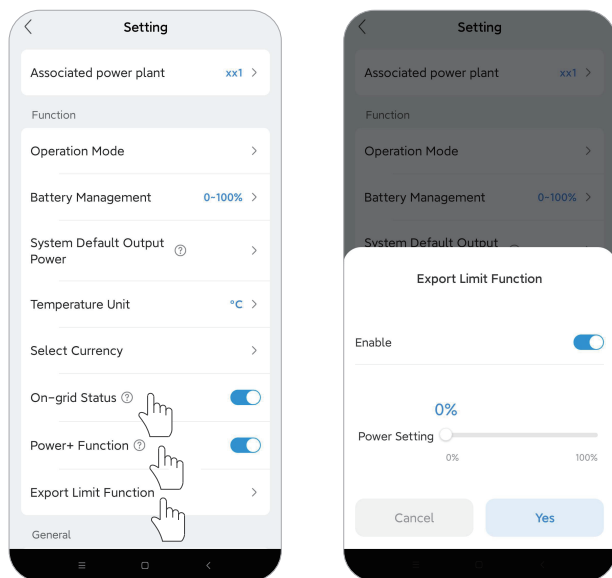 Setting
Associated power plant xx1
Function
Operation Mode
Battery Management 0-100%
System Default Output
Power
Temperature Unit °C
Select Currency
On-grid Status ?
Power+ Function ?
Export Limit Function
General
Setting
Associated power plant xx1
Function
Operation Mode
Battery Management 0-100%
System Default Output
Export Limit Function
Enable
0%
Power Setting
0% 100%
Cancel Yes